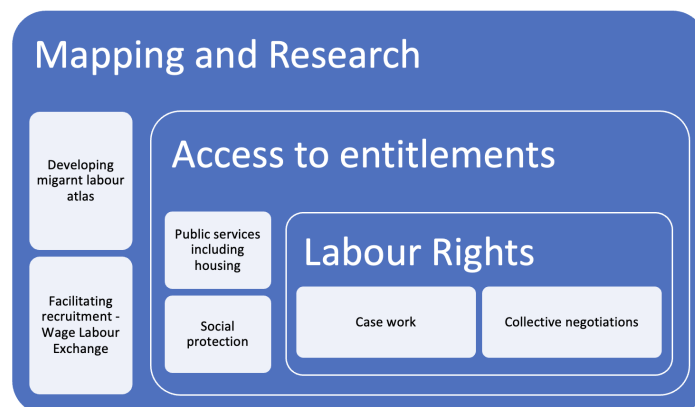 Mapping and Research
Developing
migarnt labour
atlas
Facilitating
recruitment -
Wage Labour
Exchange
Access to entitlements
Public services
including
housing
Social
protection
Labour Rights
Case work
Collective negotiations